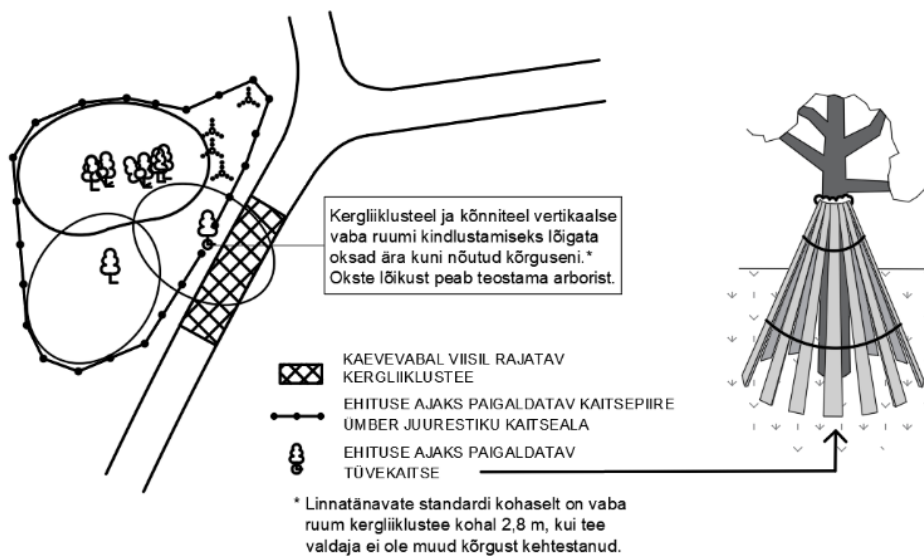 Kergliiklusteel ja kõnniteel vertikaalse
vaba ruumi kindlustamiseks lõigata
oksad ära kuni nõutud kõrguseni.*
Okste lõikust peab teostama arborist.
KAEVEVABAL VIISIL RAJATAV
KERGLIIKLUSTEE
EHITUSE AJAKS PAIGALDATAV KAITSEPIIRE
ÜMBER JUURESTIKU KAITSEALA
EHITUSE AJAKS PAIGALDATAV
TÜVEKAITSE
* Linnatänavate standardi kohaselt on vaba
ruum kergliiklustee kohal 2,8 m, kui tee
valdaja ei ole muud kõrgust kehtestanud.